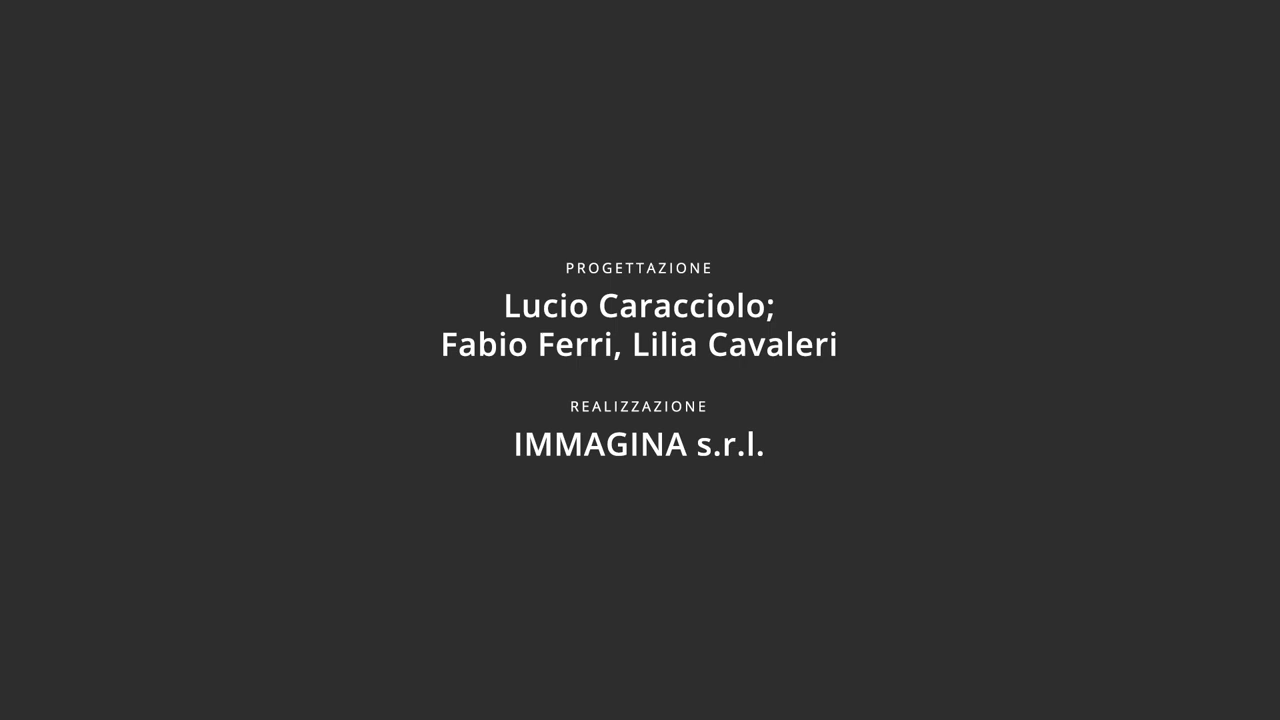 PROGETTAZIONE
Lucio Caracciolo;
Fabio Ferri, Lilia Cavaleri
REALIZZAZIONE
IMMAGINA s.r.l.